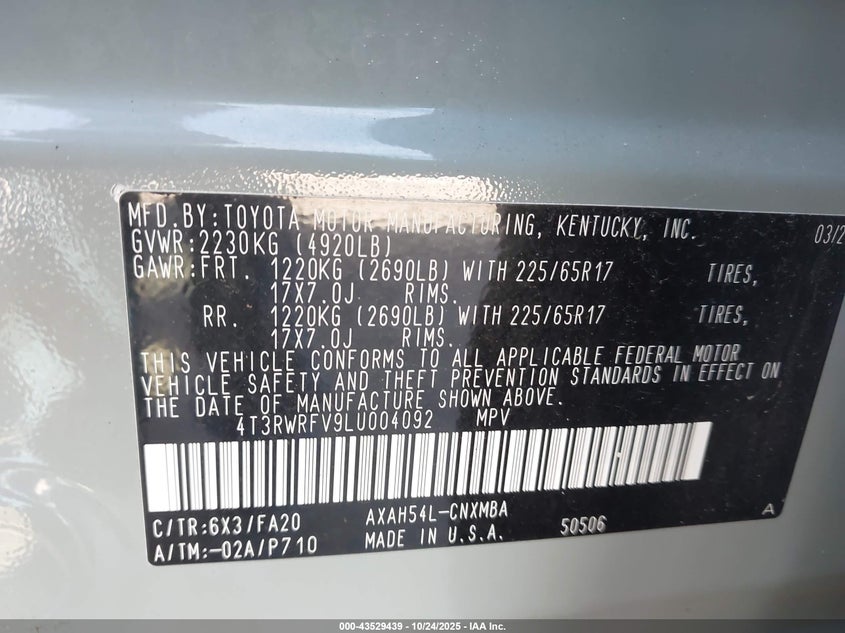 MFD. BY: TOYOTA MOTOR MANUFACTURING, KENTUCKY, INC. 03/2
GVWR:2230KG (4920LB)
GAWR:FRT. 1220KG (2690LB) WITH 225/65R17 TIRES,
17X7.0J RIMS.
RR. 1220KG (2690LB) WITH 225/65R17 TIRES,
17X7.0J RIMS.
THIS VEHICLE CONFORMS TO ALL APPLICABLE FEDERAL MOTOR
VEHICLE SAFETY AND THEFT PREVENTION STANDARDS IN EFFECT ON
THE DATE OF MANUFACTURE SHOWN ABOVE.
4T3RWRFV9LU004092 MPV
C/TR:6X3/FA20 AXAH54L-CNXMBA A
A/TM:-02A/P710 MADE IN U.S.A. 50506
000-43529439 - 10/24/2025 - IAA Inc.